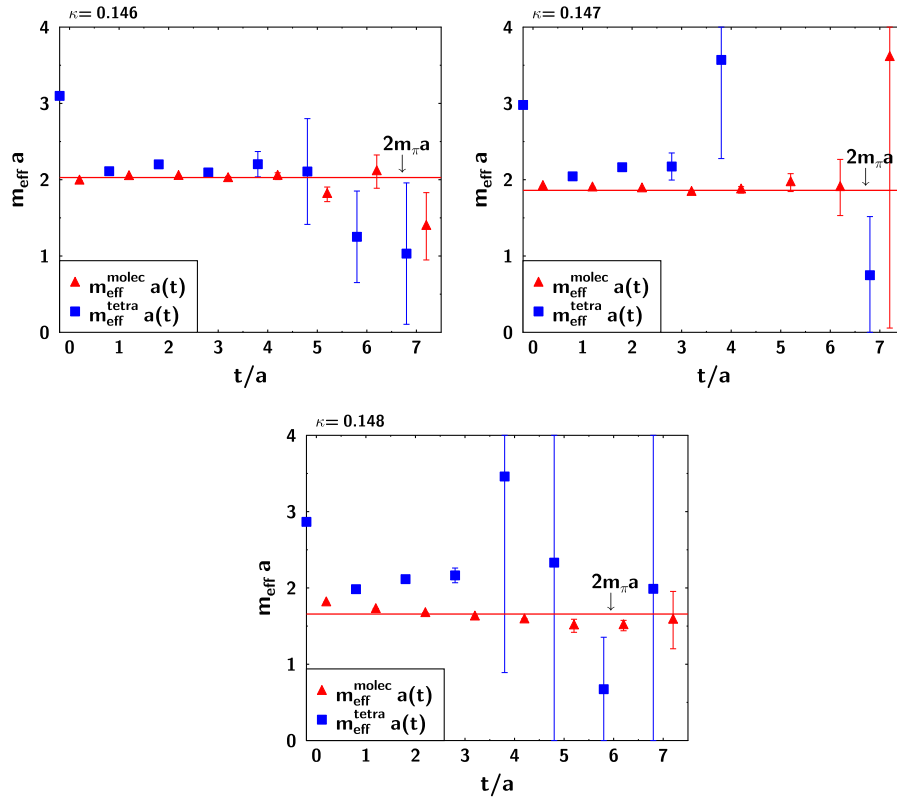 κ= 0.146
4
3
2
1
0
m_eff a
2m_π a
m_eff^molec a(t)
m_eff^tetra a(t)
0 1 2 3 4 5 6 7
t/a
κ= 0.147
4
3
2
1
0
m_eff a
2m_π a
m_eff^molec a(t)
m_eff^tetra a(t)
0 1 2 3 4 5 6 7
t/a
κ= 0.148
4
3
2
1
0
m_eff a
2m_π a
m_eff^molec a(t)
m_eff^tetra a(t)
0 1 2 3 4 5 6 7
t/a